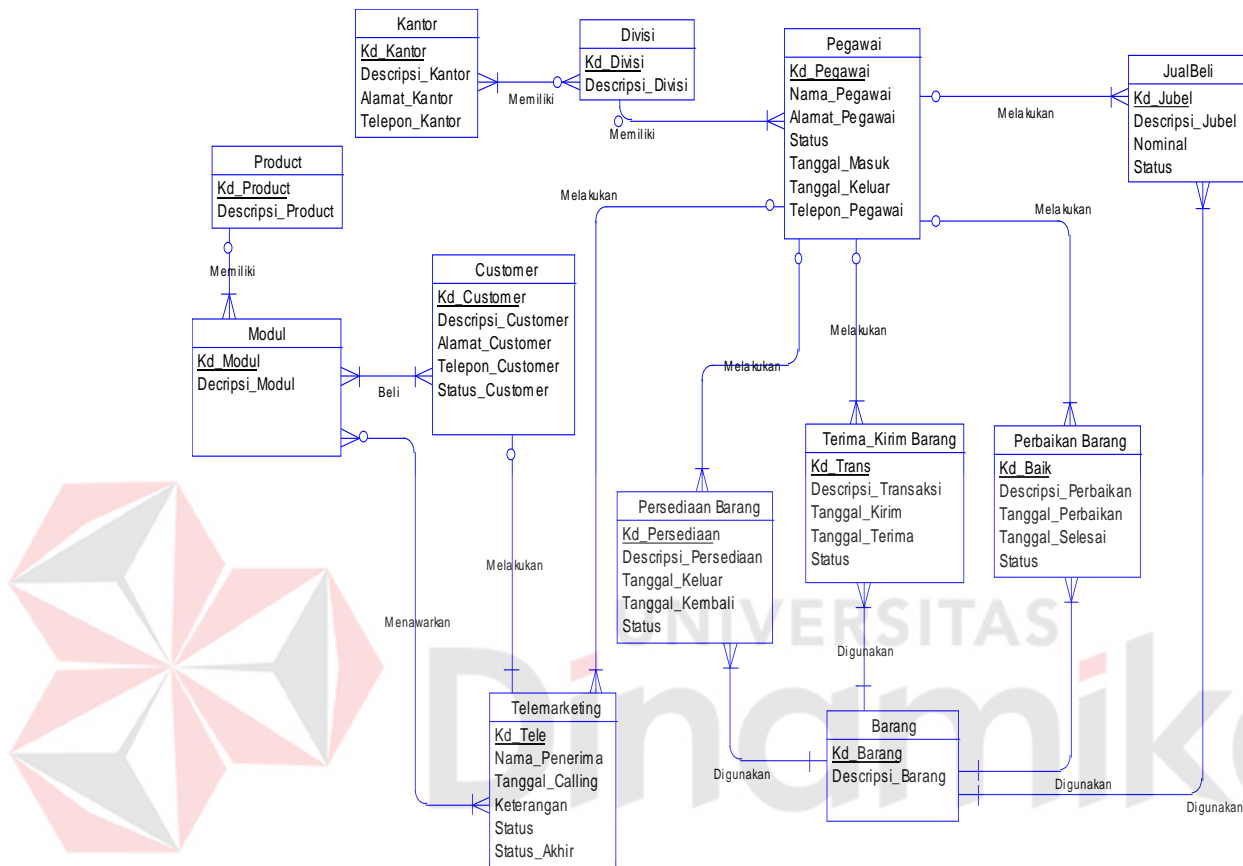 Kantor
Kd_Kantor
Descripsi_Kantor
Alamat_Kantor
Telepon_Kantor
Memiliki
Divisi
Kd_Divisi
Descripsi_Divisi
Memiliki
Pegawai
Kd_Pegawai
Nama_Pegawai
Alamat_Pegawai
Status
Tanggal_Masuk
Tanggal_Keluar
Telepon_Pegawai
Melakukan
JualBeli
Kd_Jubel
Descripsi_Jubel
Nominal
Status
Product
Kd_Product
Descripsi_Product
Memiliki
Melakukan
Melakukan
Customer
Kd_Customer
Descripsi_Customer
Alamat_Customer
Telepon_Customer
Status_Customer
Modul
Kd_Modul
Decripsi_Modul
Beli
Melakukan
Melakukan
Terima_Kirim Barang
Kd_Trans
Descripsi_Transaksi
Tanggal_Kirim
Tanggal_Terima
Status
Perbaikan Barang
Kd_Baik
Descripsi_Perbaikan
Tanggal_Perbaikan
Tanggal_Selesai
Status
Persediaan Barang
Kd_Persediaan
Descripsi_Persediaan
Tanggal_Keluar
Tanggal_Kembali
Status
Melakukan
Menawarkan
UNIVERSITAS
Dinamika
Digunakan
Telemarketing
Kd_Tele
Nama_Penerima
Tanggal_Calling
Keterangan
Status
Status_Akhir
Barang
Kd_Barang
Descripsi_Barang
Digunakan
Digunakan
Digunakan